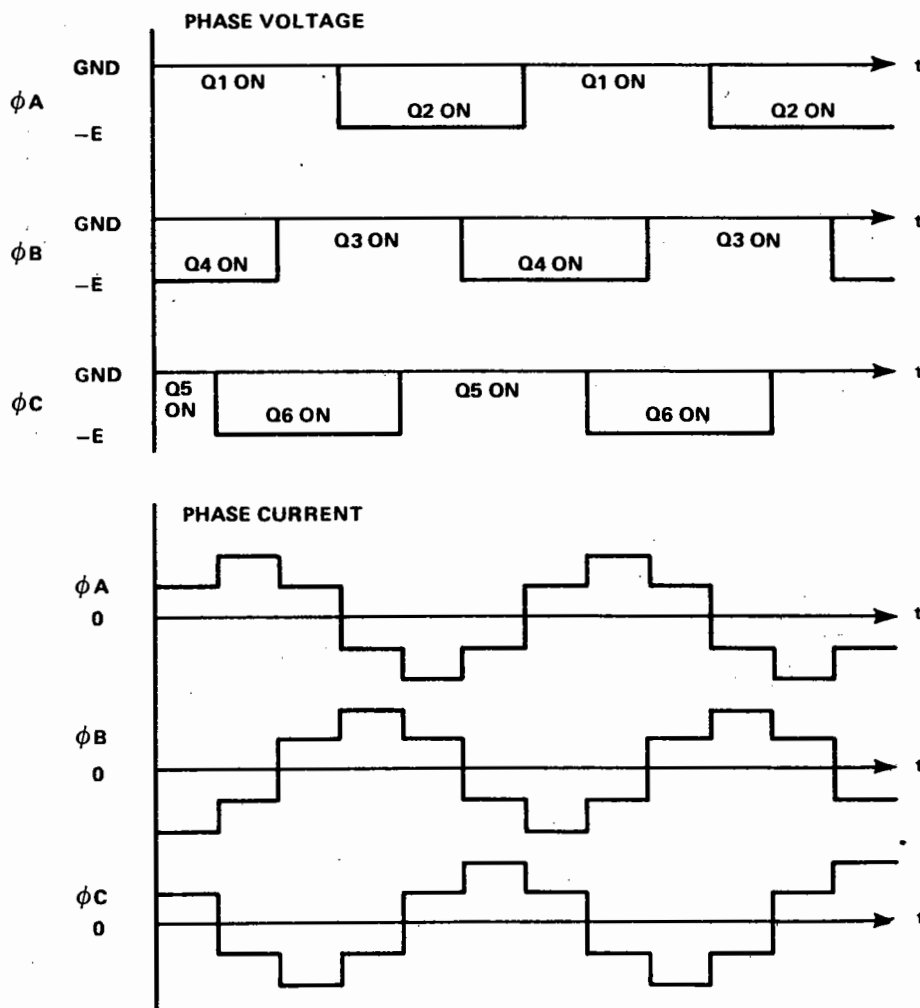 PHASE VOLTAGE
GND
t
Q1 ON
Q1 ON
ϕA
Q2 ON
Q2 ON
−E
GND
t
Q3 ON
Q3 ON
ϕB
Q4 ON
Q4 ON
−E
GND
t
Q5
ON
Q5 ON
ϕC
Q6 ON
Q6 ON
−E
PHASE CURRENT
ϕA
0
t
ϕB
0
t
ϕC
0
t